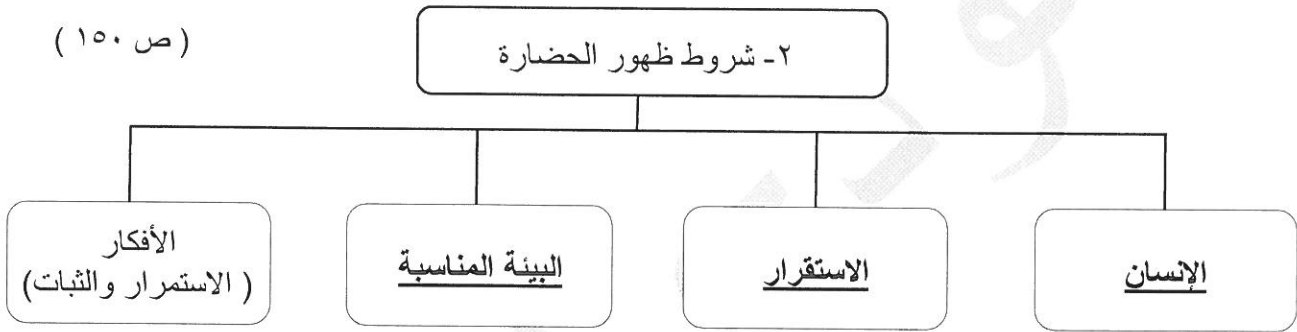 ( ص ١٥٠ )
٢- شروط ظهور الحضارة
الإنسان
الاستقرار
البيئة المناسبة
الأفكار
( الاستمرار والثبات)